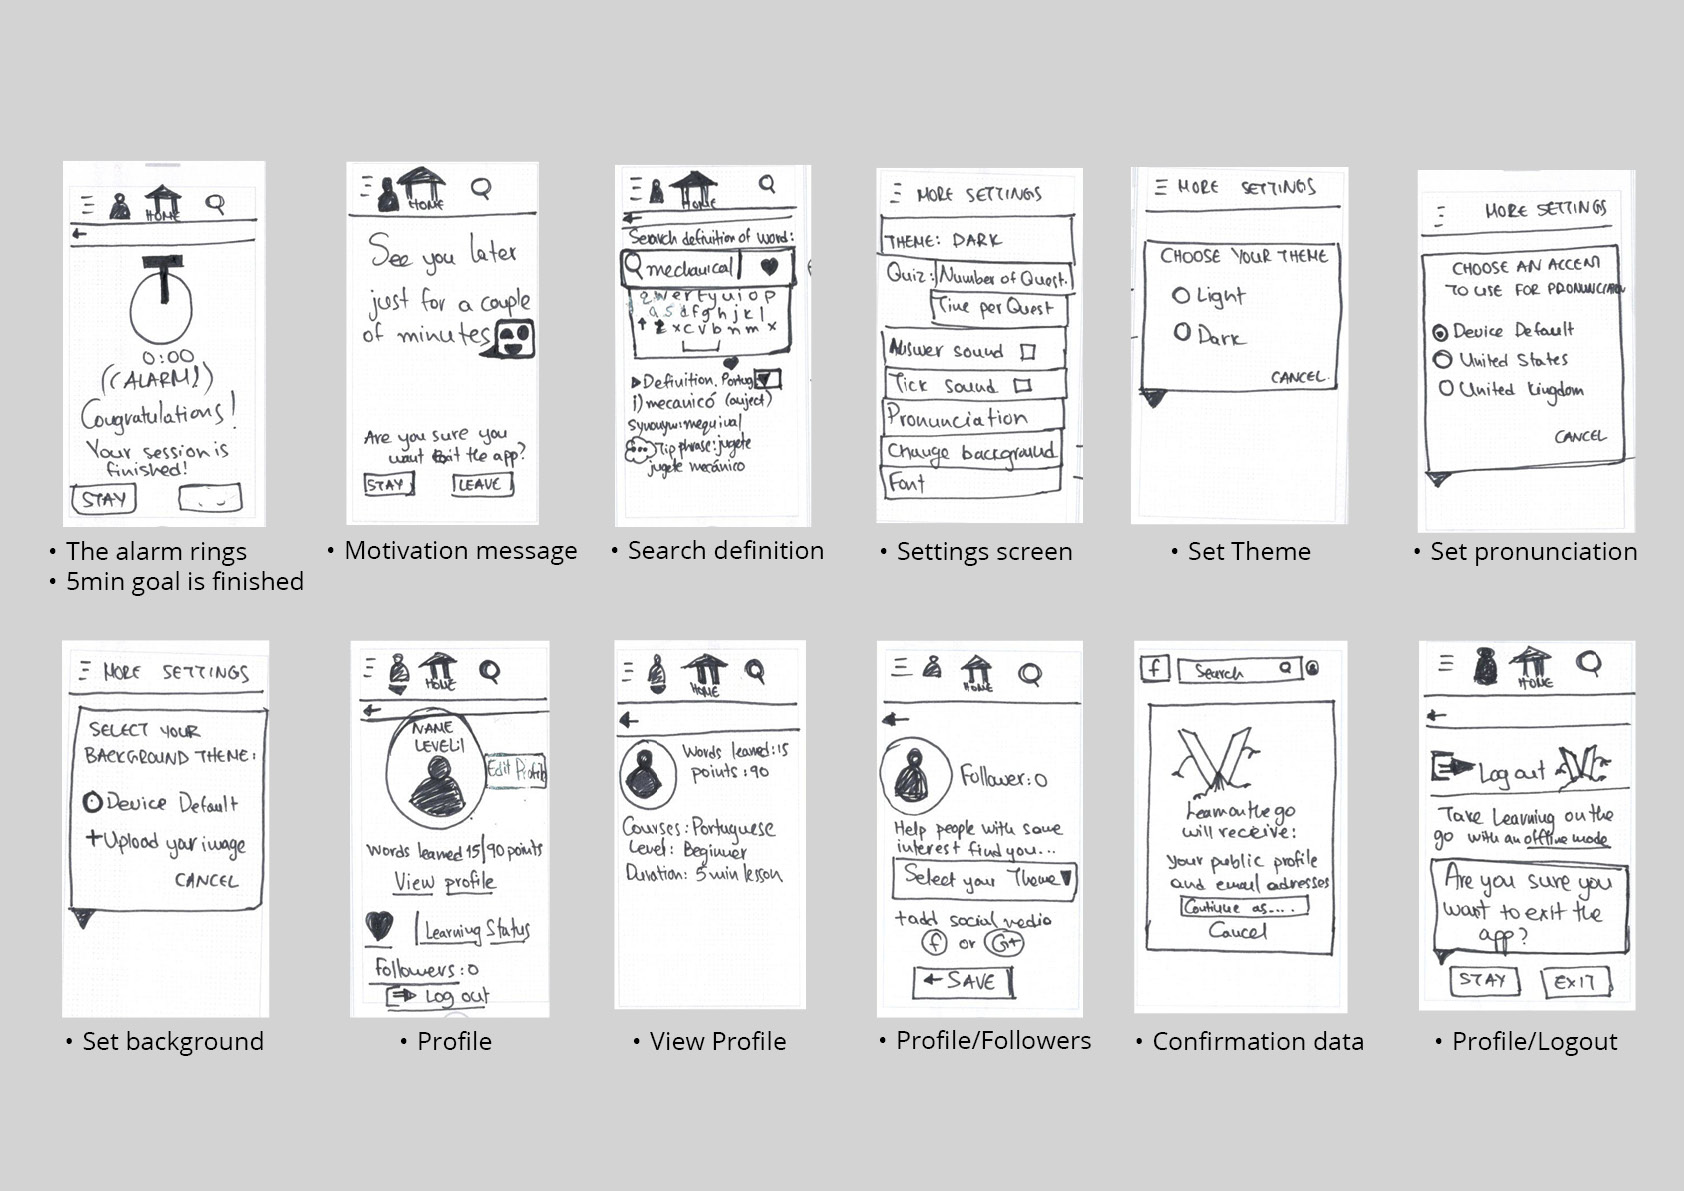 HOME
0:00
((ALARM))
Congratulations!
Your session is
finished!
STAY
• The alarm rings
• 5min goal is finished
HOME
See you later
just for a couple
of minutes
Are you sure you
want exit the app?
STAY LEAVE
• Motivation message
HOME
Search definition of word:
mechanical
q w e r t y u i o p
a s d f g h j k l
z x c v b n m x
Definition. Portug
1) mecanicó (auject)
Synonym: mequival
Tip phrase: jugete
jugete mecánico
• Search definition
MORE SETTINGS
THEME: DARK
Quiz: Number of Quest.
Time per Quest
Answer sound
Tick sound
Pronunciation
Change background
Font
• Settings screen
MORE SETTINGS
CHOOSE YOUR THEME
Light
Dark
CANCEL.
• Set Theme
MORE SETTINGS
CHOOSE AN ACCENT
TO USE FOR PRONUNCIATION
Device Default
United States
United Kingdom
CANCEL
• Set pronunciation
MORE SETTINGS
SELECT YOUR
BACKGROUND THEME:
Device Default
+Upload your image
CANCEL
• Set background
HOME
NAME
LEVEL:1
Edit Profile
Words learned 15/90 points
View profile
Learning Status
Followers: 0
Log out
• Profile
HOME
Words learned: 15
points: 90
Courses: Portuguese
Level: Beginner
Duration: 5 min lesson
• View Profile
HOME
Follower: 0
Help people with same
interest find you...
Select your Theme
+add social media
f or G+
← SAVE
• Profile/Followers
f Search
Learn on the go
will receive:
your public profile
and email adresses
Continue as....
Cancel
• Confirmation data
HOME
Log out
Take Learning on the
go with an offline mode
Are you sure you
want to exit the
app?
STAY EXIT
• Profile/Logout